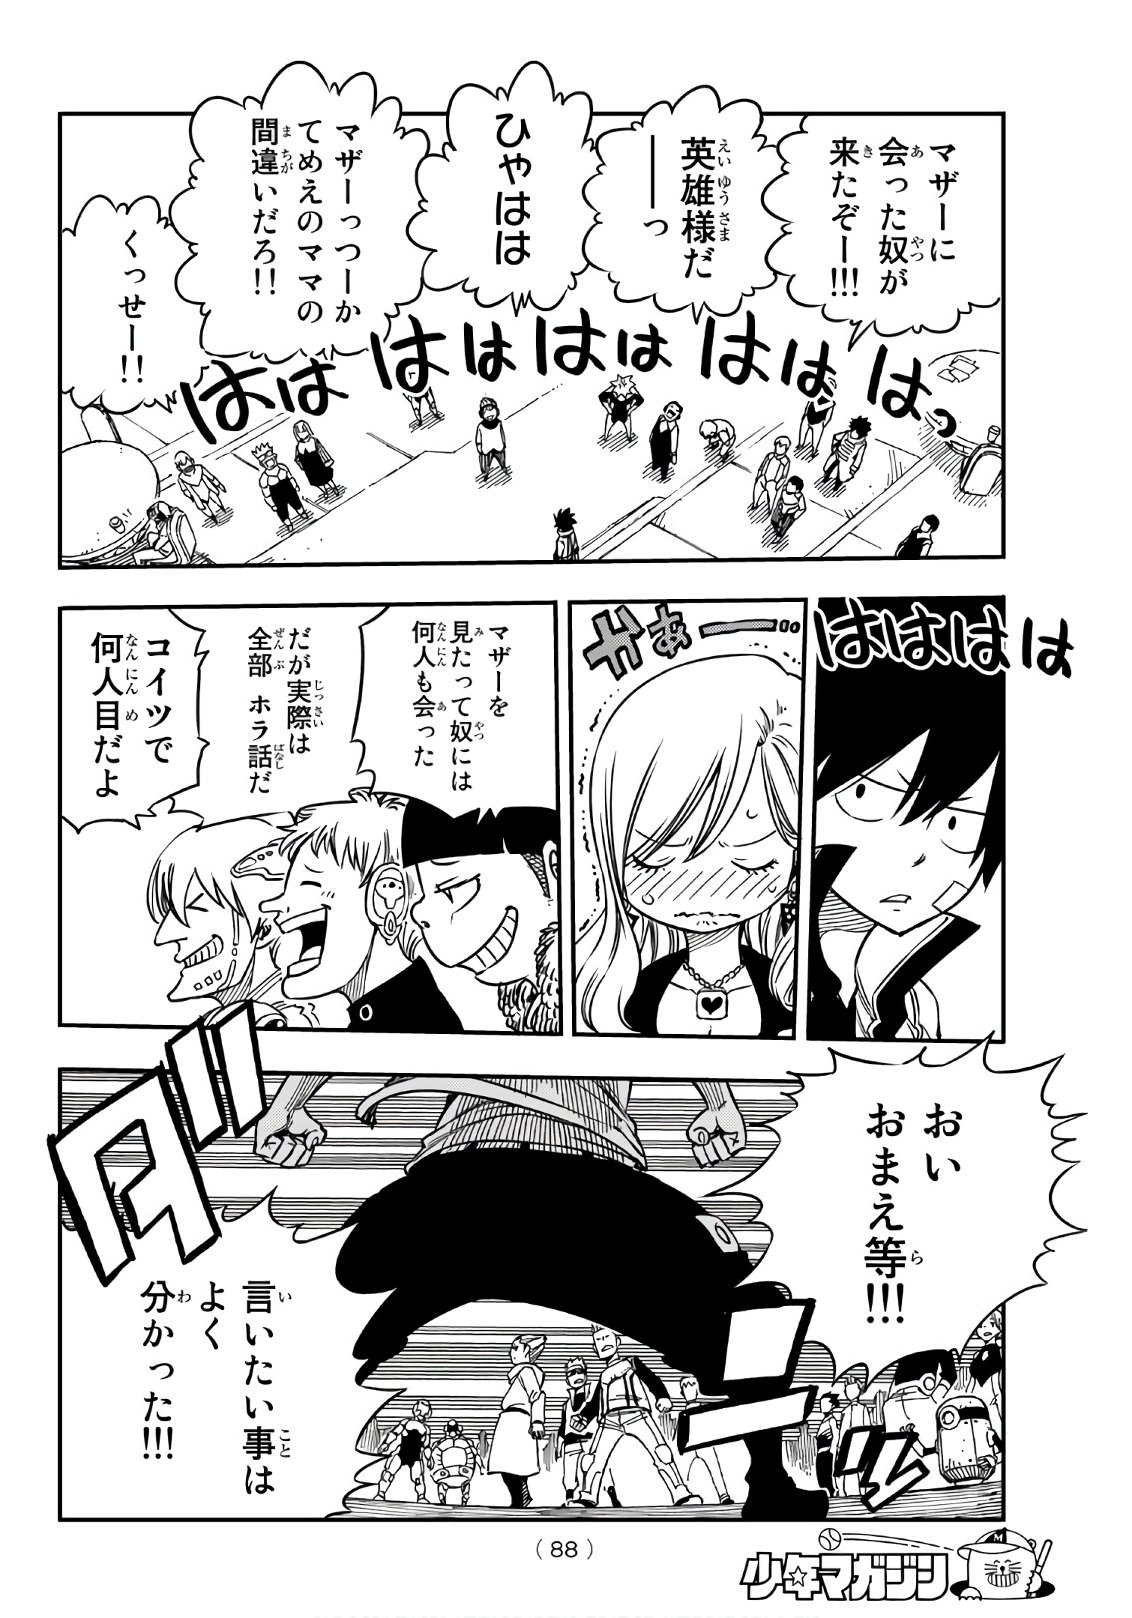 マザーに
会った奴が
来たぞー!!!
英雄様だ
ーーっ
ひゃはは
マザーっつーか
てめえのママの
間違いだろ!!
くっせー!!
はははははははっ
はははは
かぁーーー
マザーを
見たって奴には
何人も会った
だが実際は
全部 ホラ話だ
コイツで
何人目だよ
おい
おまえ等!!!
ダンッ
言いたい事は
よく
分かった!!!
(88)
少年マガジン
M